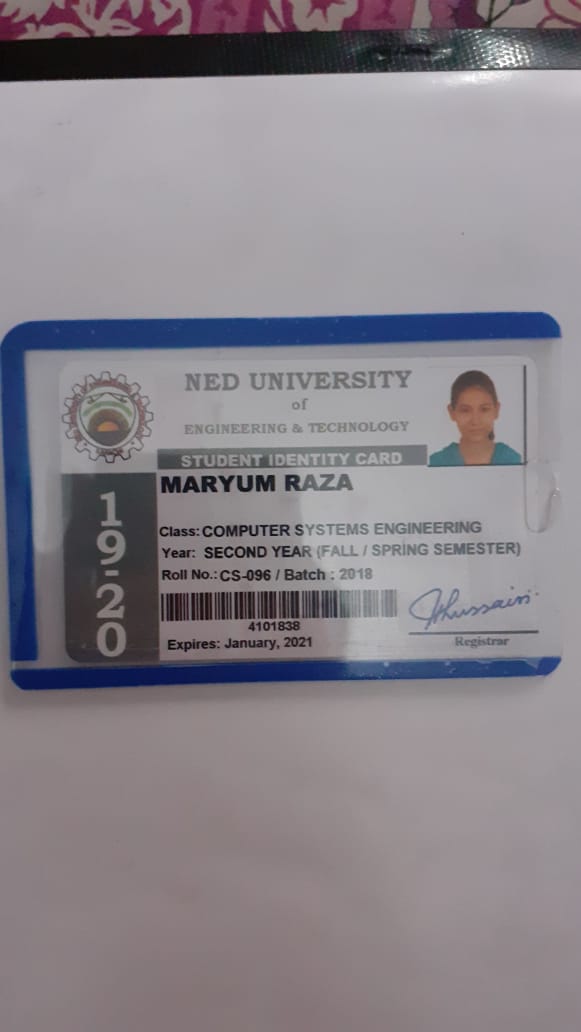 NED UNIVERSITY
of
ENGINEERING & TECHNOLOGY
STUDENT IDENTITY CARD
MARYUM RAZA
19-20
Class: COMPUTER SYSTEMS ENGINEERING
Year: SECOND YEAR (FALL / SPRING SEMESTER)
Roll No.: CS-096 / Batch : 2018
4101838
Expires: January, 2021
Registrar